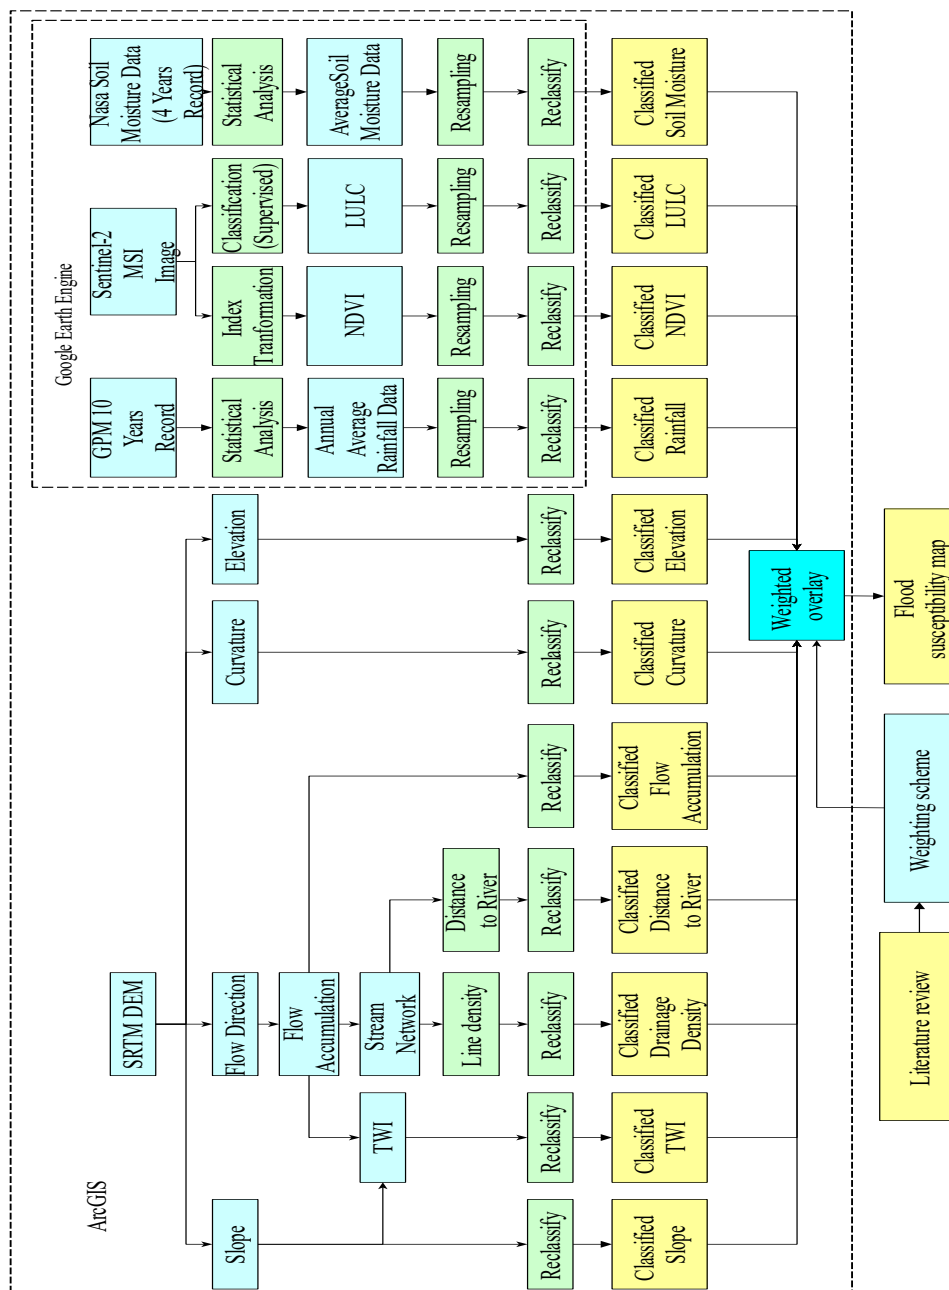 ArcGIS
Google Earth Engine
SRTM DEM
GPM 10
Years
Record
Sentinel-2
MSI
Image
Nasa Soil
Moisture Data
(4 Years
Record)
Slope
Flow Direction
Curvature
Elevation
Statistical
Analysis
Index
Tranformation
Classification
(Supervised)
Statistical
Analysis
Flow
Accumulation
Annual
Average
Rainfall Data
NDVI
LULC
AverageSoil
Moisture Data
TWI
Stream
Network
Line density
Distance
to River
Resampling
Resampling
Resampling
Resampling
Reclassify
Reclassify
Reclassify
Reclassify
Reclassify
Reclassify
Reclassify
Reclassify
Reclassify
Reclassify
Reclassify
Classified
Slope
Classified
TWI
Classified
Drainage
Density
Classified
Distance
to River
Classified
Flow
Accumulation
Classified
Curvature
Classified
Elevation
Classified
Rainfall
Classified
NDVI
Classified
LULC
Classified
Soil Moisture
Weighted
overlay
Literature review
Weighting scheme
Flood
susceptibility map